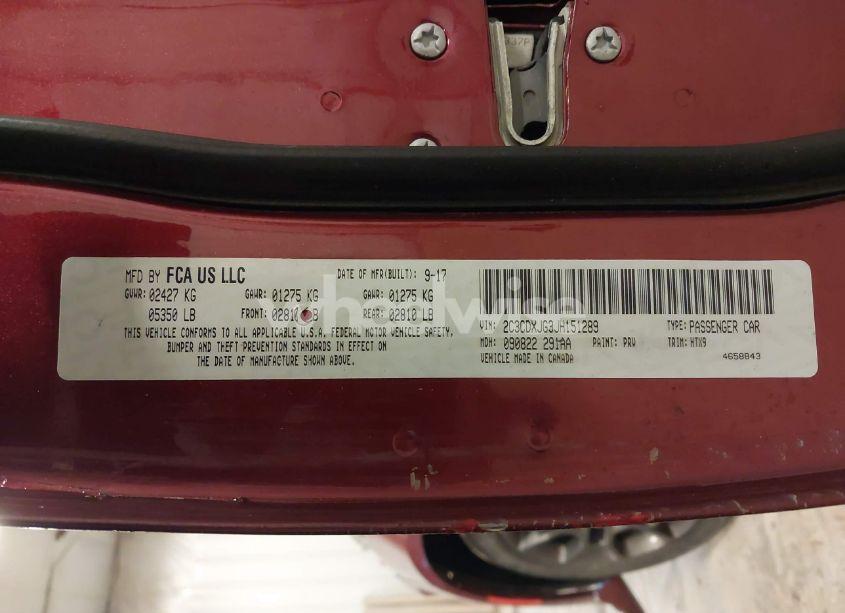 337P
MFD BY FCA US LLC DATE OF MFR(BUILT): 9-17
GVWR: 02427 KG GAWR: 01275 KG GAWR: 01275 KG
05350 LB FRONT: 02810 LB REAR: 02810 LB
THIS VEHICLE CONFORMS TO ALL APPLICABLE U.S.A. FEDERAL MOTOR VEHICLE SAFETY,
BUMPER AND THEFT PREVENTION STANDARDS IN EFFECT ON
THE DATE OF MANUFACTURE SHOWN ABOVE.
VIN: 2C3CDXJG3JH151289 TYPE: PASSENGER CAR
MDH: 090822 291AA PAINT: PRV TRIM: HTX9
VEHICLE MADE IN CANADA 4658843